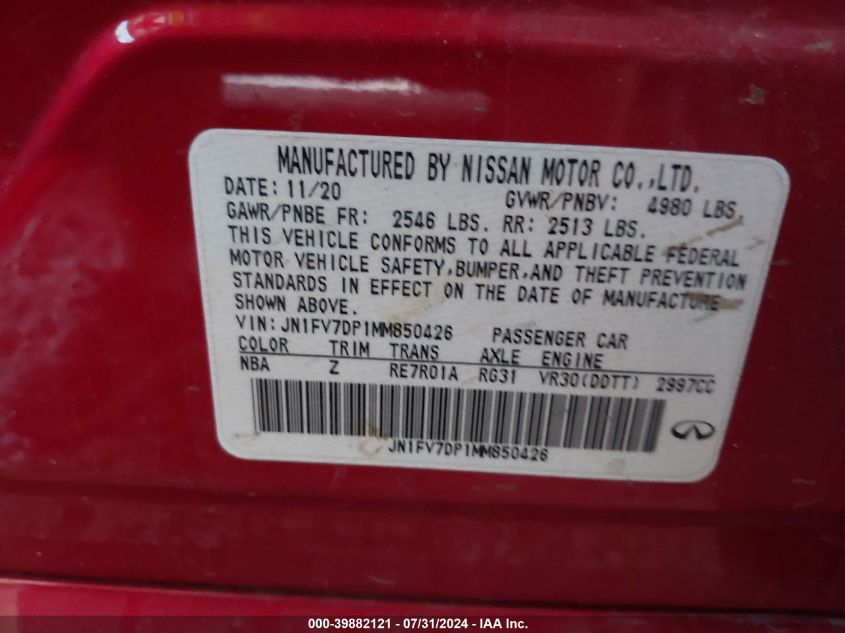 MANUFACTURED BY NISSAN MOTOR CO.,LTD.
DATE: 11/20 GVWR/PNBV: 4980 LBS.
GAWR/PNBE FR: 2546 LBS. RR: 2513 LBS.
THIS VEHICLE CONFORMS TO ALL APPLICABLE FEDERAL
MOTOR VEHICLE SAFETY,BUMPER,AND THEFT PREVENTION
STANDARDS IN EFFECT ON THE DATE OF MANUFACTURE
SHOWN ABOVE.
VIN: JN1FV7DP1MM850426 PASSENGER CAR
COLOR TRIM TRANS AXLE ENGINE
NBA Z RE7R01A RG31 VR30(DDTT) 2997CC
JN1FV7DP1MM850426
000-39882121 - 07/31/2024 - IAA, Inc.